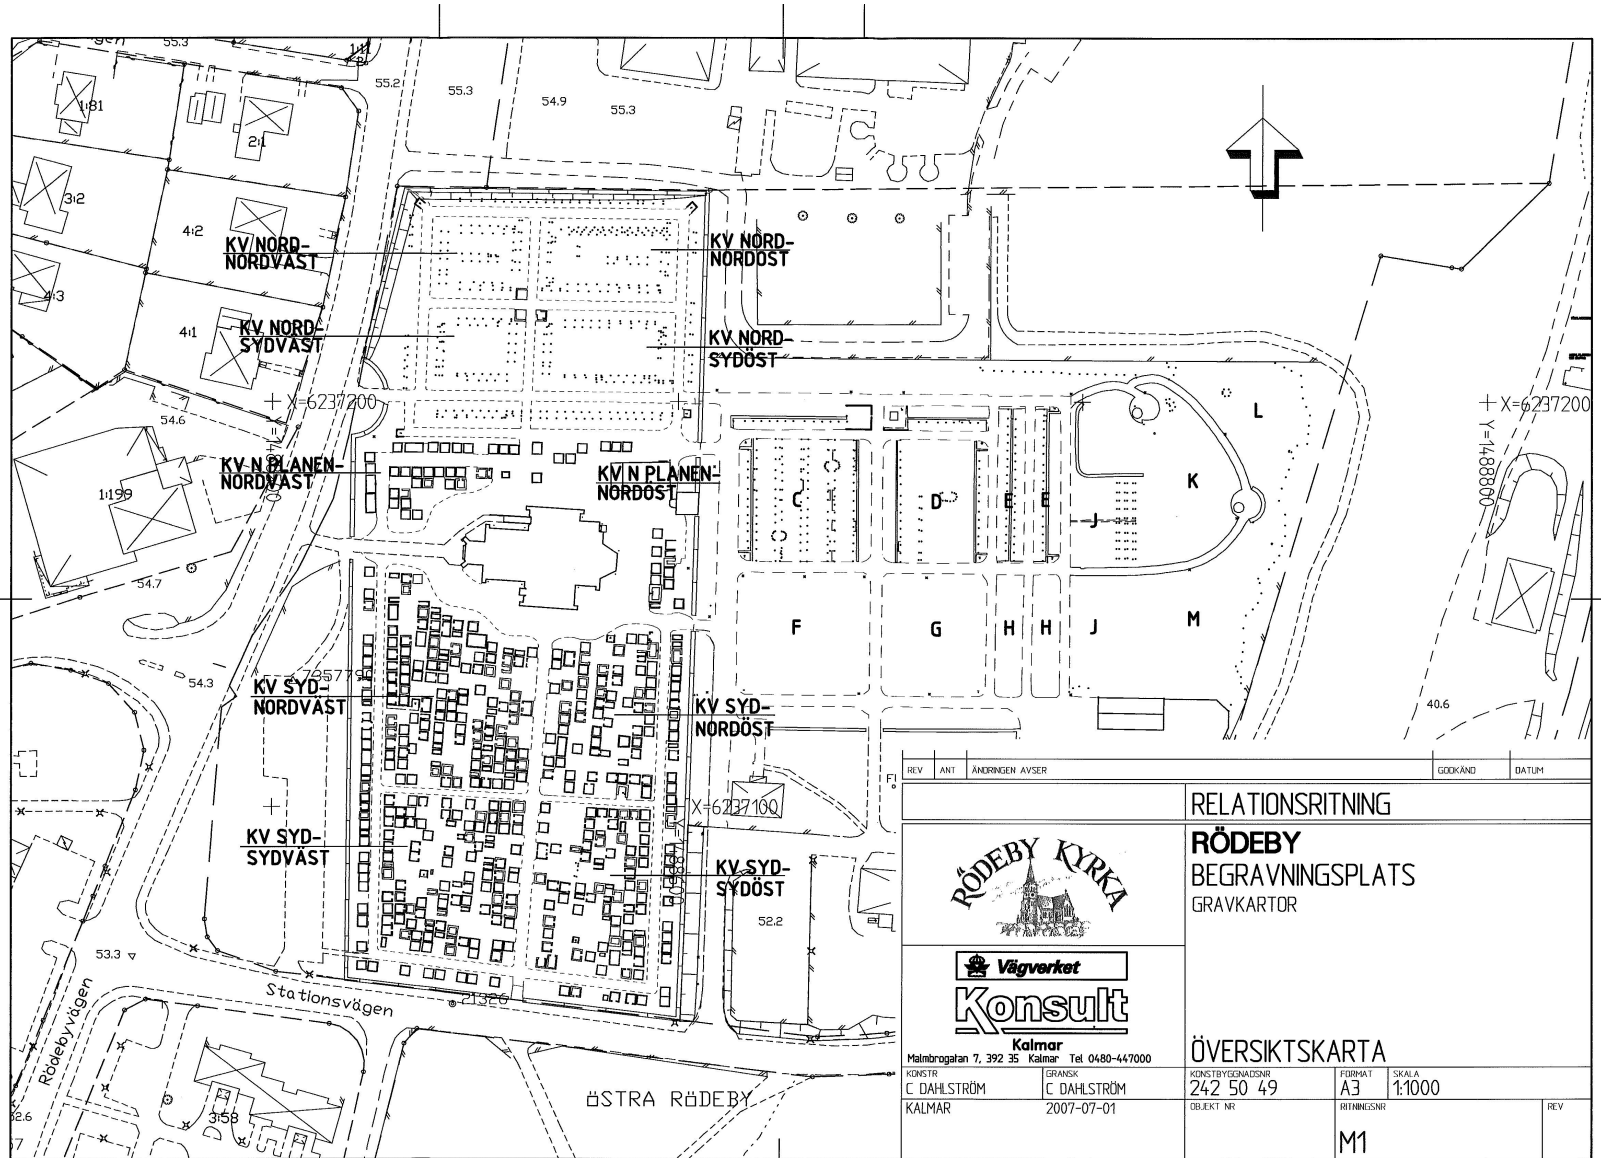 55.3
1:11
55.2
55.3
54.9
55.3
1:81
2:1
3:2
4:2
KV NORD-
NORDVÄST
KV NORD-
NORDÖST
4:3
4:1
KV NORD-
SYDVÄST
KV NORD-
SYDÖST
X=6237200
X=6237200
Y=1488800
54.6
L
KV N PLANEN-
NORDVÄST
KV N PLANEN-
NORDÖST
1:199
C
D
E
E
J
K
54.7
F
G
H
H
J
M
54.3
KV SYD-
NORDVÄST
KV SYD-
NORDÖST
40.6
X=6237100
KV SYD-
SYDVÄST
KV SYD-
SYDÖST
52.2
53.3
Stationsvägen
21326
Rödebyvägen
3:58
ÖSTRA RÖDEBY
REV ANT ÄNDRINGEN AVSER GODKÄND DATUM
RELATIONSRITNING
RÖDEBY KYRKA
RÖDEBY
BEGRAVNINGSPLATS
GRAVKARTOR
Vägverket
Konsult
Kalmar
Malmbrogatan 7, 392 35 Kalmar Tel 0480-447000
ÖVERSIKTSKARTA
KONSTR
C DAHLSTRÖM
GRANSK
C DAHLSTRÖM
KONSTBYGGNADSNR
242 50 49
FORMAT
A3
SKALA
1:1000
KALMAR 2007-07-01
OBJEKT NR
RITNINGSNR
M1
REV